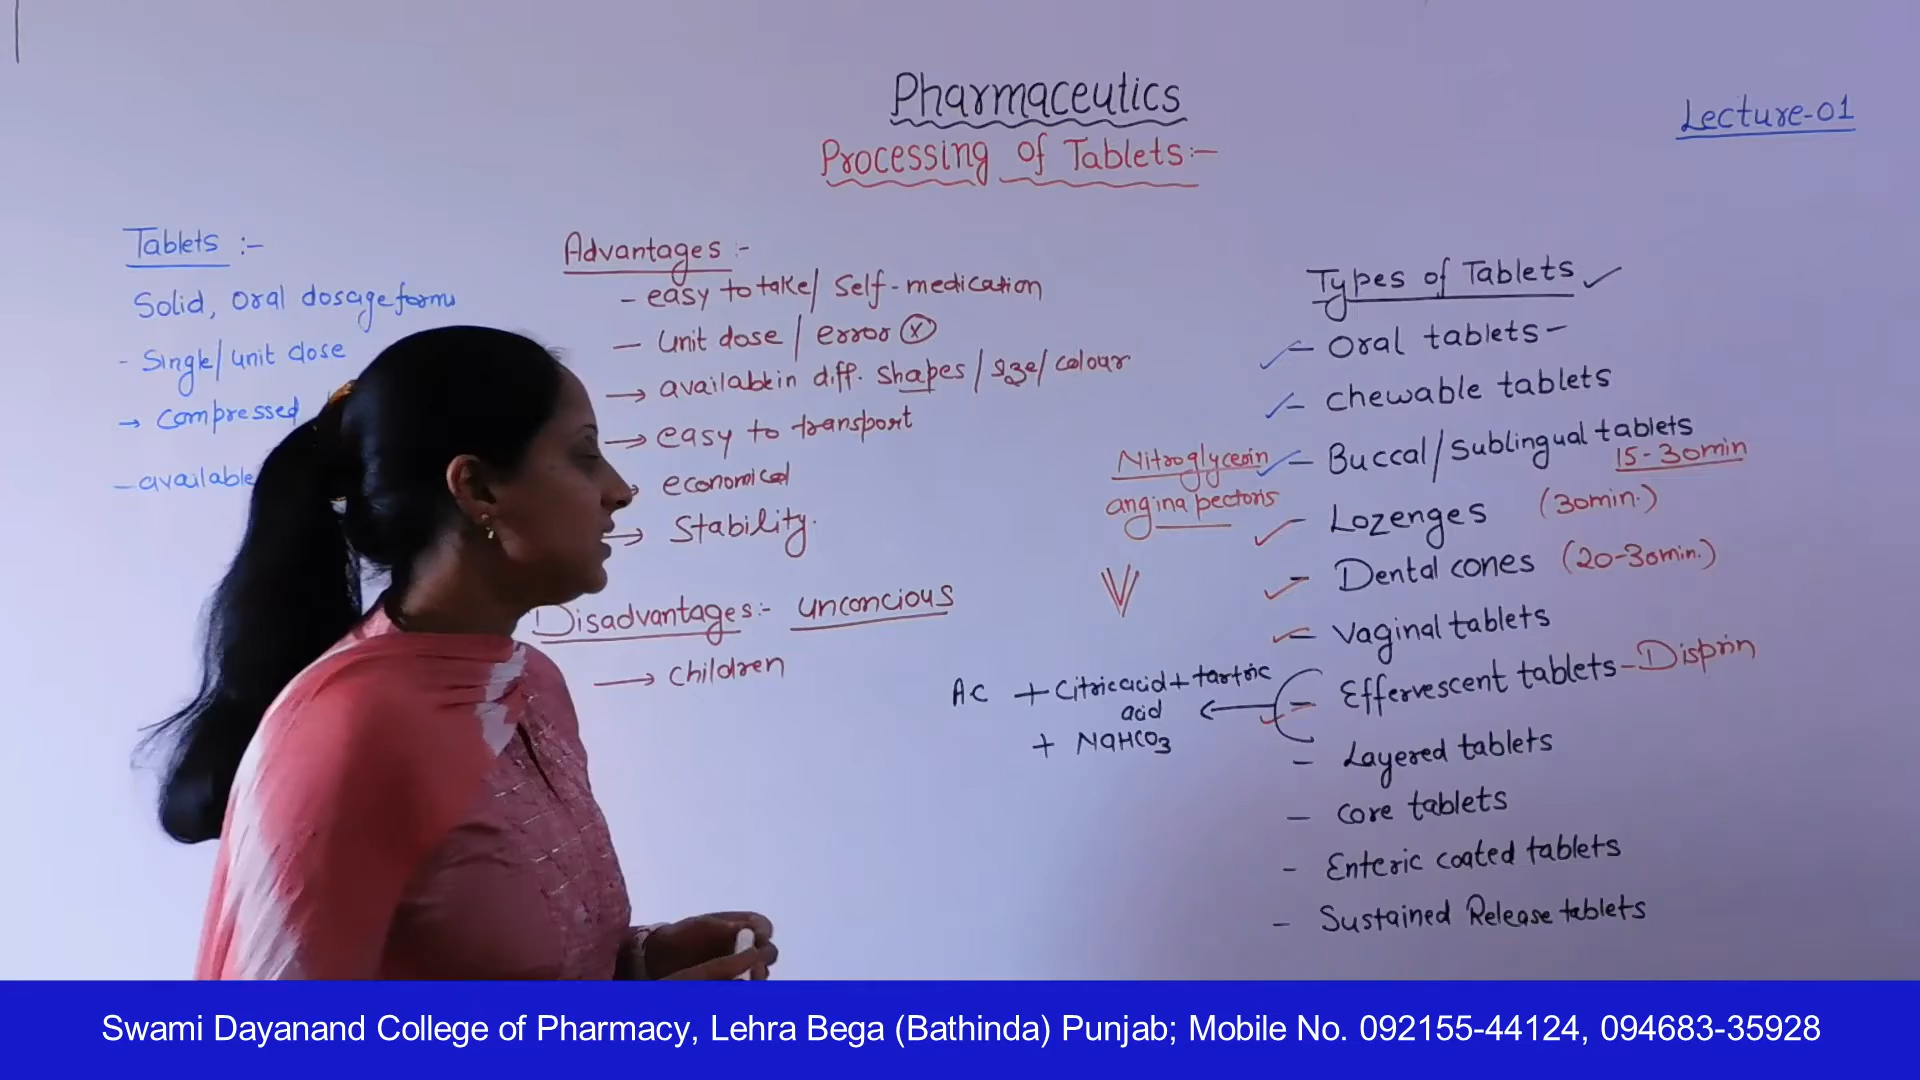 Pharmaceutics
Processing of Tablets:-
Lecture-01
Tablets :-
Solid, oral dosage forms
- Single/unit dose
→ Compressed
- available
Advantages :-
- easy to take/ Self-medication
- Unit dose / error ⓧ
→ available in diff. shapes / size/ colour
→ easy to transport
→ economical
→ Stability.
Disadvantages:- unconcious
→ children
Types of Tablets ✓
✓- Oral tablets -
✓- Chewable tablets
✓- Buccal/Sublingual tablets
15-30min
Nitroglycerin
angina pectoris
✓- Lozenges (30min.)
✓- Dental cones (20-30min.)
✓- Vaginal tablets
✓- Effervescent tablets - Disprin
AC + Citric acid + tartric
acid
+ NaHCO3
- Layered tablets
- Core tablets
- Enteric coated tablets
- Sustained Release tablets
Swami Dayanand College of Pharmacy, Lehra Bega (Bathinda) Punjab; Mobile No. 092155-44124, 094683-35928